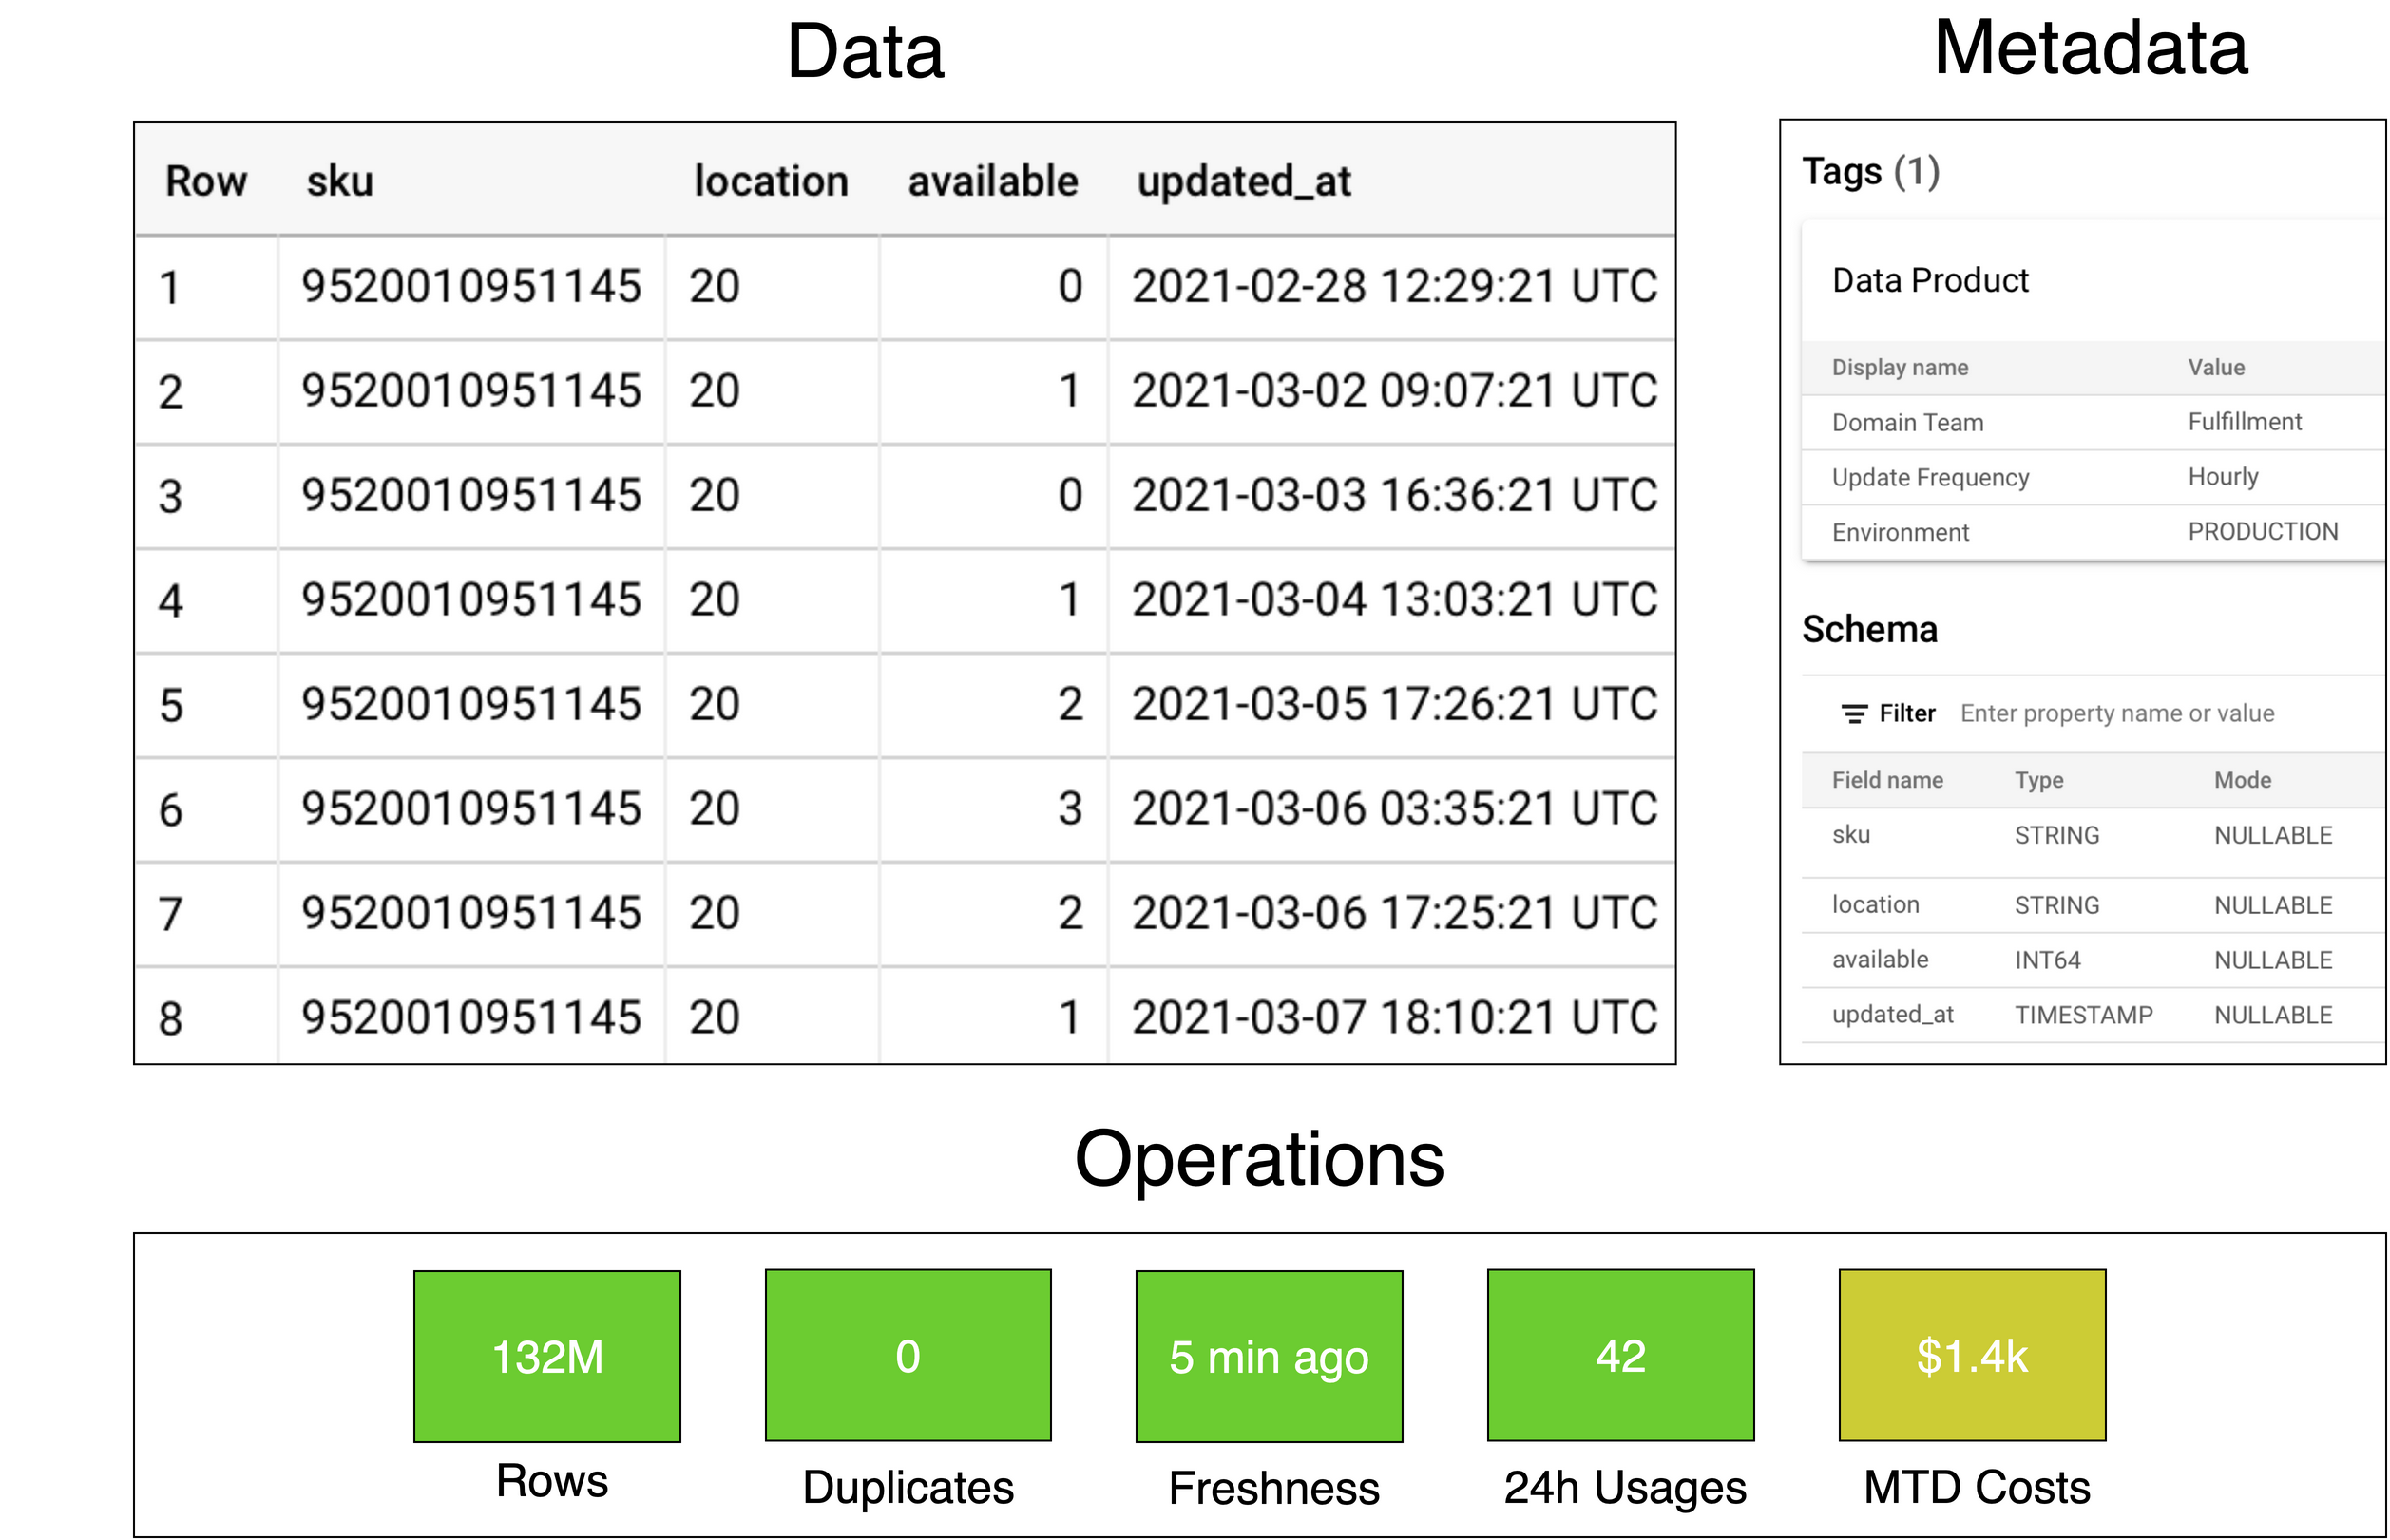 Data
Row sku location available updated_at
1 9520010951145 20 0 2021-02-28 12:29:21 UTC
2 9520010951145 20 1 2021-03-02 09:07:21 UTC
3 9520010951145 20 0 2021-03-03 16:36:21 UTC
4 9520010951145 20 1 2021-03-04 13:03:21 UTC
5 9520010951145 20 2 2021-03-05 17:26:21 UTC
6 9520010951145 20 3 2021-03-06 03:35:21 UTC
7 9520010951145 20 2 2021-03-06 17:25:21 UTC
8 9520010951145 20 1 2021-03-07 18:10:21 UTC
Metadata
Tags (1)
Data Product
Display name Value
Domain Team Fulfillment
Update Frequency Hourly
Environment PRODUCTION
Schema
Filter Enter property name or value
Field name Type Mode
sku STRING NULLABLE
location STRING NULLABLE
available INT64 NULLABLE
updated_at TIMESTAMP NULLABLE
Operations
132M 0 5 min ago 42 $1.4k
Rows Duplicates Freshness 24h Usages MTD Costs